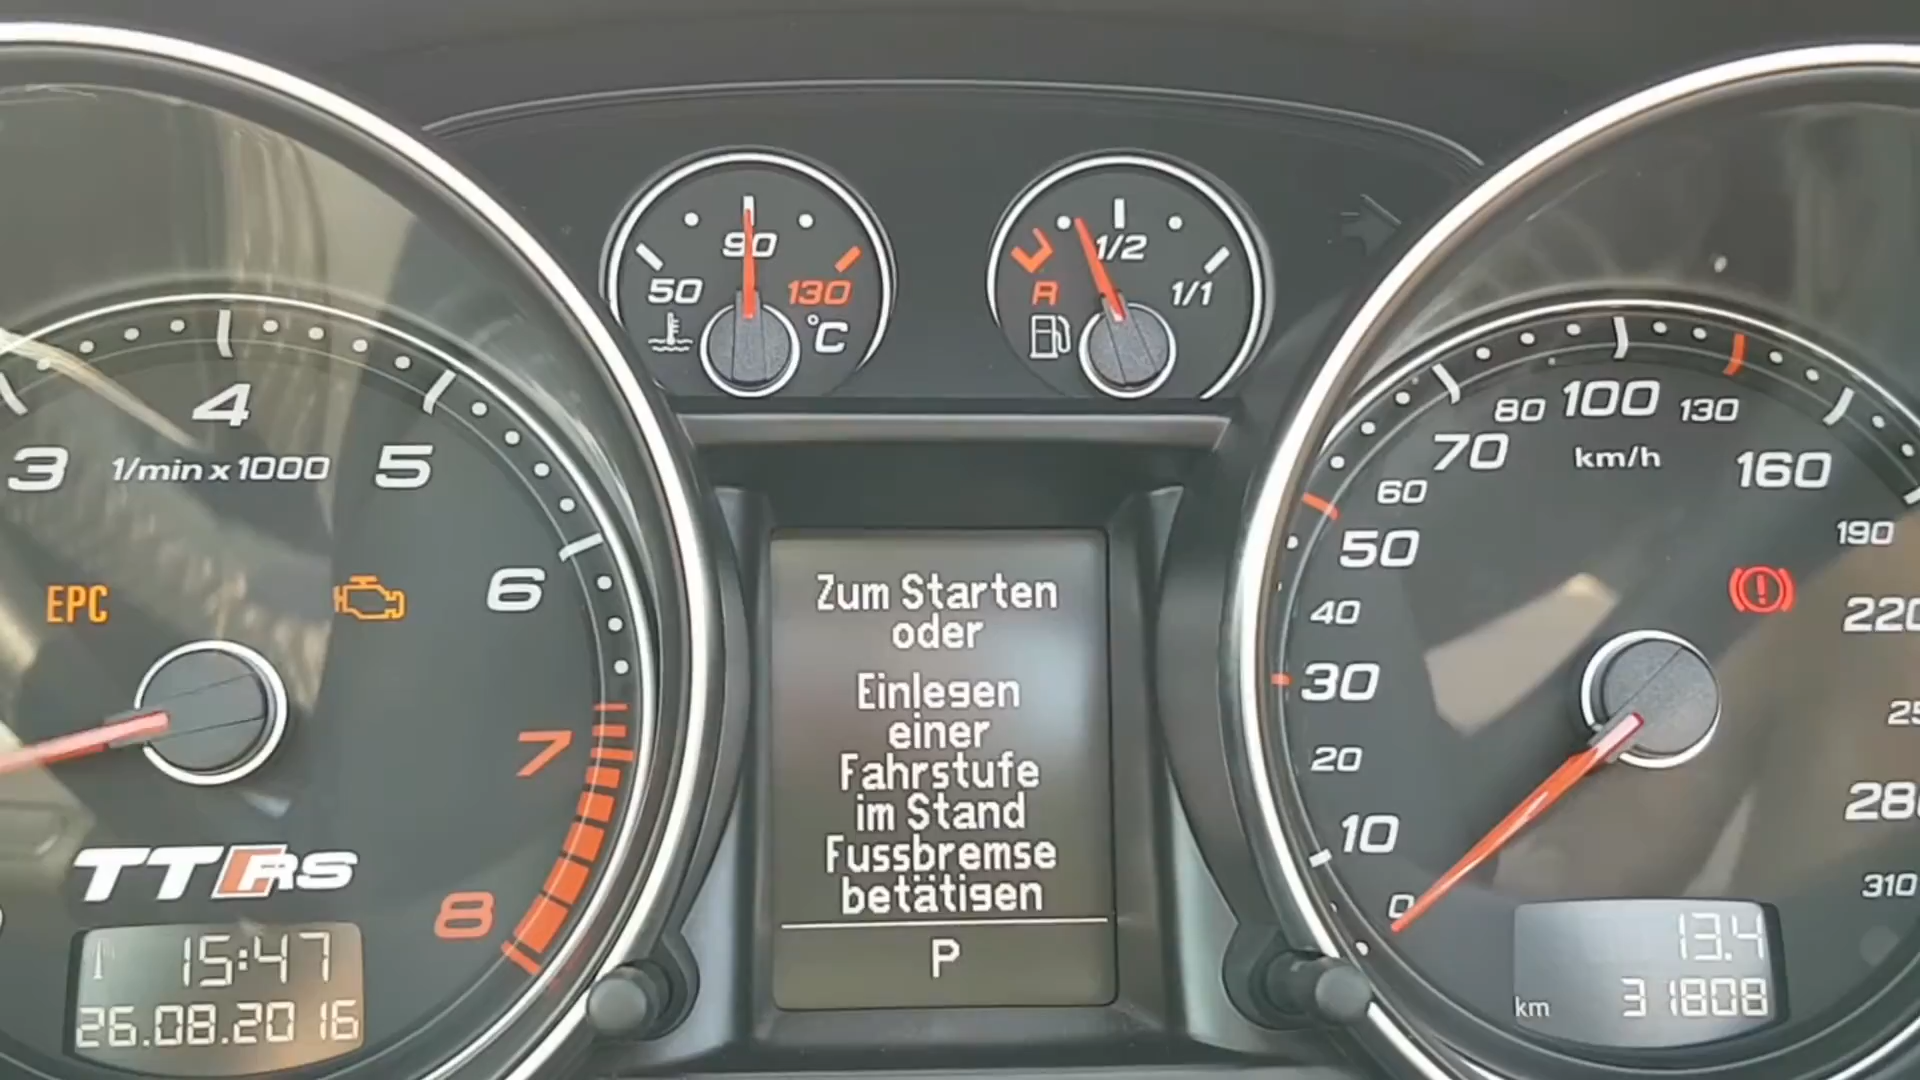 3
4
5
6
7
8
1/min x 1000
EPC
TTRS
15:47
26.08.2016
50
90
130
°C
R
1/2
1/1
Zum Starten
oder
Einlegen
einer
Fahrstufe
im Stand
Fussbremse
betätigen
P
0
10
20
30
40
50
60
70
80
100
130
160
190
220
310
km/h
13.4
km 31808